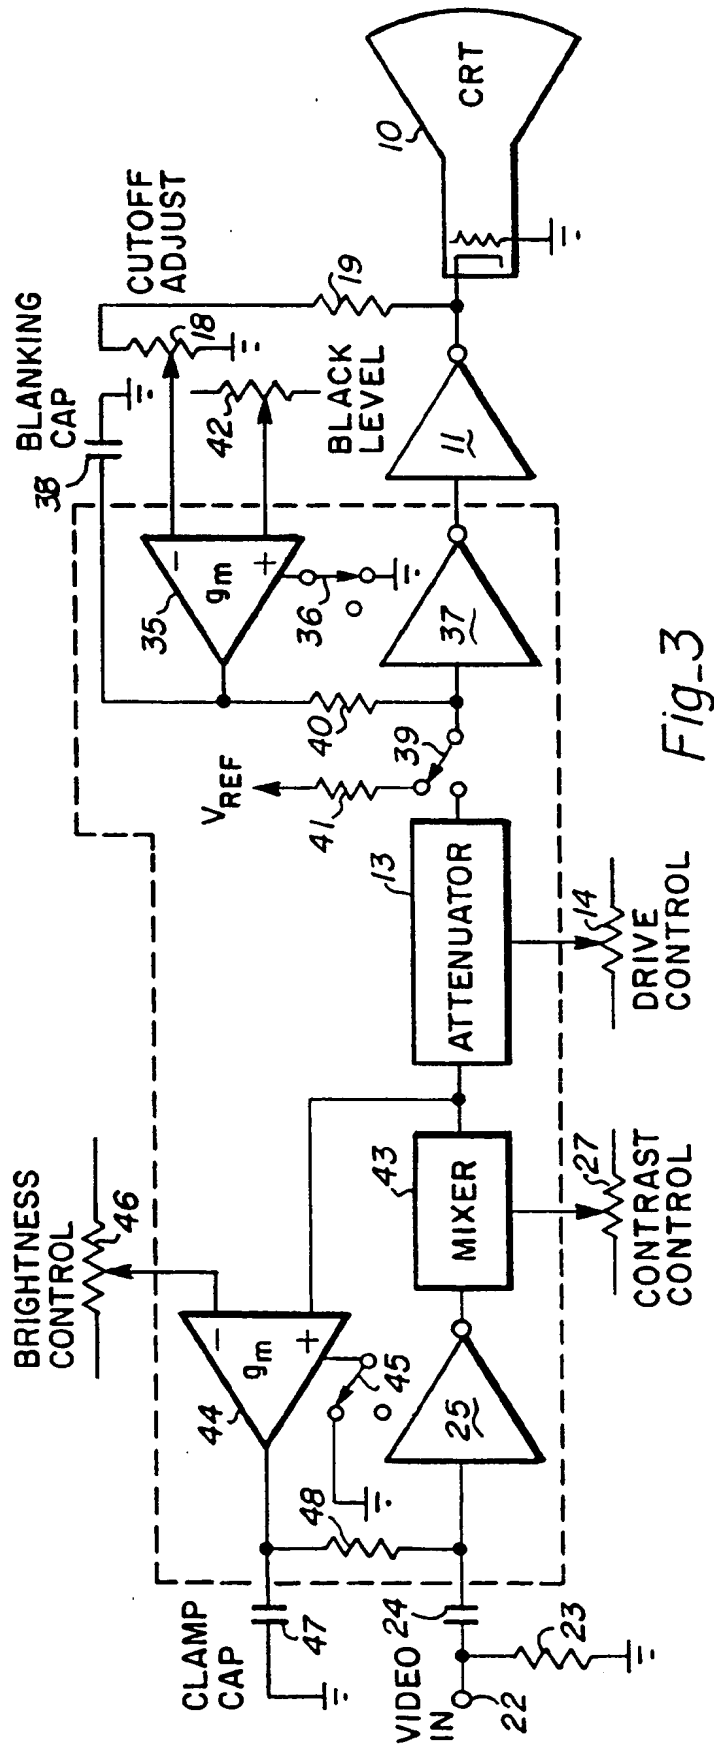 BRIGHTNESS
CONTROL
46
BLANKING
CAP
38
CUTOFF
ADJUST
18
19
42
BLACK
LEVEL
35
−
gm
+
36
40
VREF
41
39
37
11
10
CRT
CLAMP
CAP
47
44
−
gm
+
45
48
VIDEO
IN
22
24
23
25
43
MIXER
13
ATTENUATOR
27
CONTRAST
CONTROL
14
DRIVE
CONTROL
Fig_3